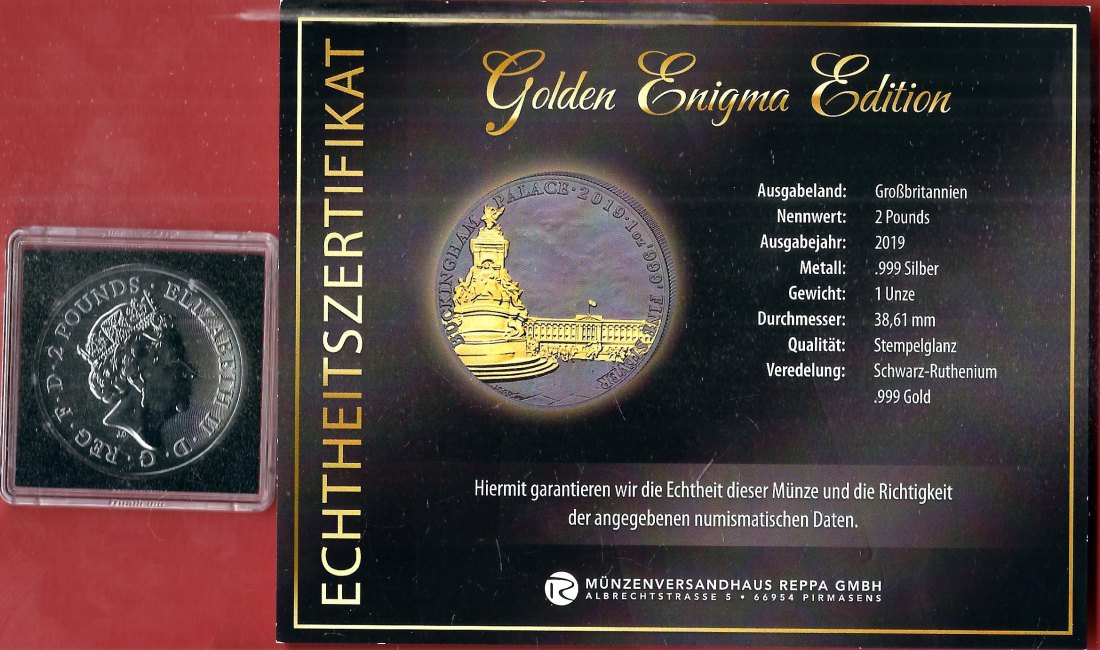 ECHTHEITSZERTIFIKAT
Golden Enigma Edition
BUCKINGHAM PALACE · 2019 · 1 oz · 999 · FINE SILVER
Ausgabeland: Großbritannien
Nennwert: 2 Pounds
Ausgabejahr: 2019
Metall: .999 Silber
Gewicht: 1 Unze
Durchmesser: 38,61 mm
Qualität: Stempelglanz
Veredelung: Schwarz-Ruthenium
.999 Gold
Hiermit garantieren wir die Echtheit dieser Münze und die Richtigkeit
der angegebenen numismatischen Daten.
R
MÜNZENVERSANDHAUS REPPA GMBH
ALBRECHTSTRASSE 5 • 66954 PIRMASENS
ELIZABETH II · D · G · REG · F · D · 2 POUNDS ·